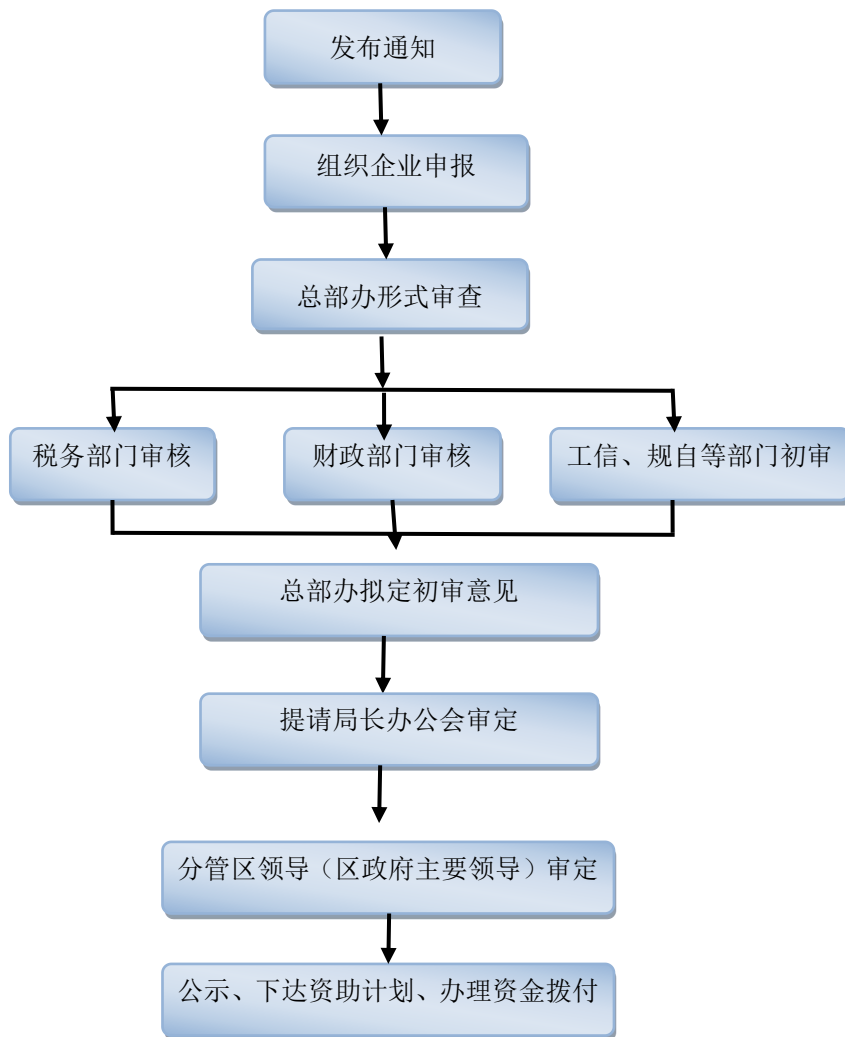 发布通知
组织企业申报
总部办形式审查
税务部门审核
财政部门审核
工信、规自等部门初审
总部办拟定初审意见
提请局长办公会审定
分管区领导（区政府主要领导）审定
公示、下达资助计划、办理资金拨付